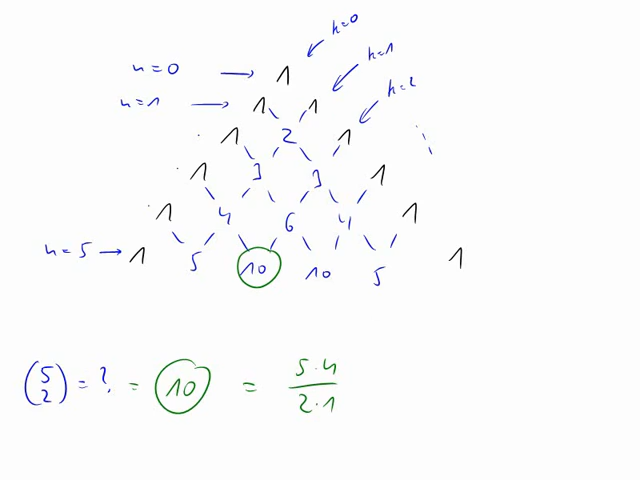 k=0
n=0 → 1 k=1
n=1 → 1 1 k=2
1 2 1
1 3 3 1
1 4 6 4 1
n=5 → 1 5 10 10 5 1
(5 2) = ? = 10 = 5·4 / 2·1